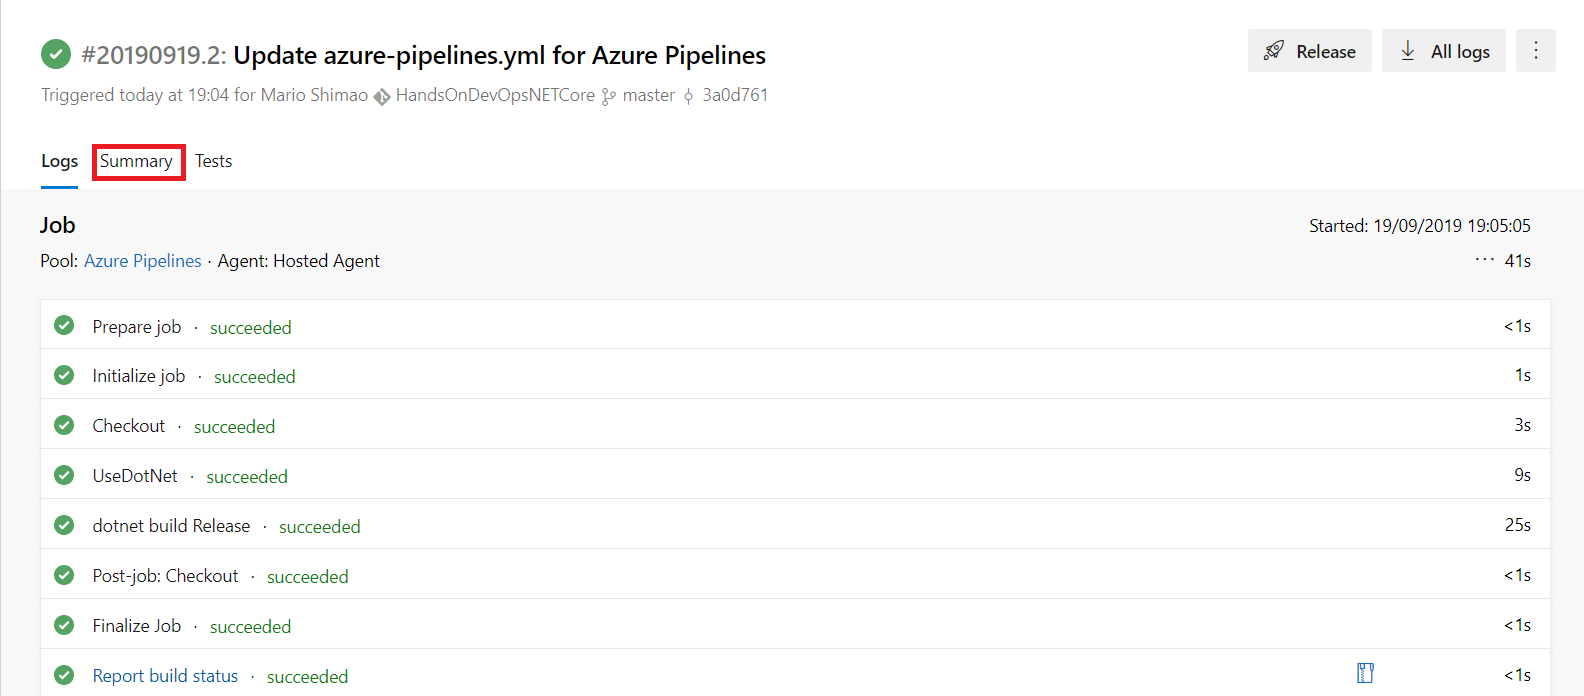 #20190919.2: Update azure-pipelines.yml for Azure Pipelines
Release
All logs
Triggered today at 19:04 for Mario Shimao HandsOnDevOpsNETCore master 3a0d761
Logs Summary Tests
Job
Started: 19/09/2019 19:05:05
Pool: Azure Pipelines · Agent: Hosted Agent
··· 41s
Prepare job · succeeded <1s
Initialize job · succeeded 1s
Checkout · succeeded 3s
UseDotNet · succeeded 9s
dotnet build Release · succeeded 25s
Post-job: Checkout · succeeded <1s
Finalize Job · succeeded <1s
Report build status · succeeded <1s